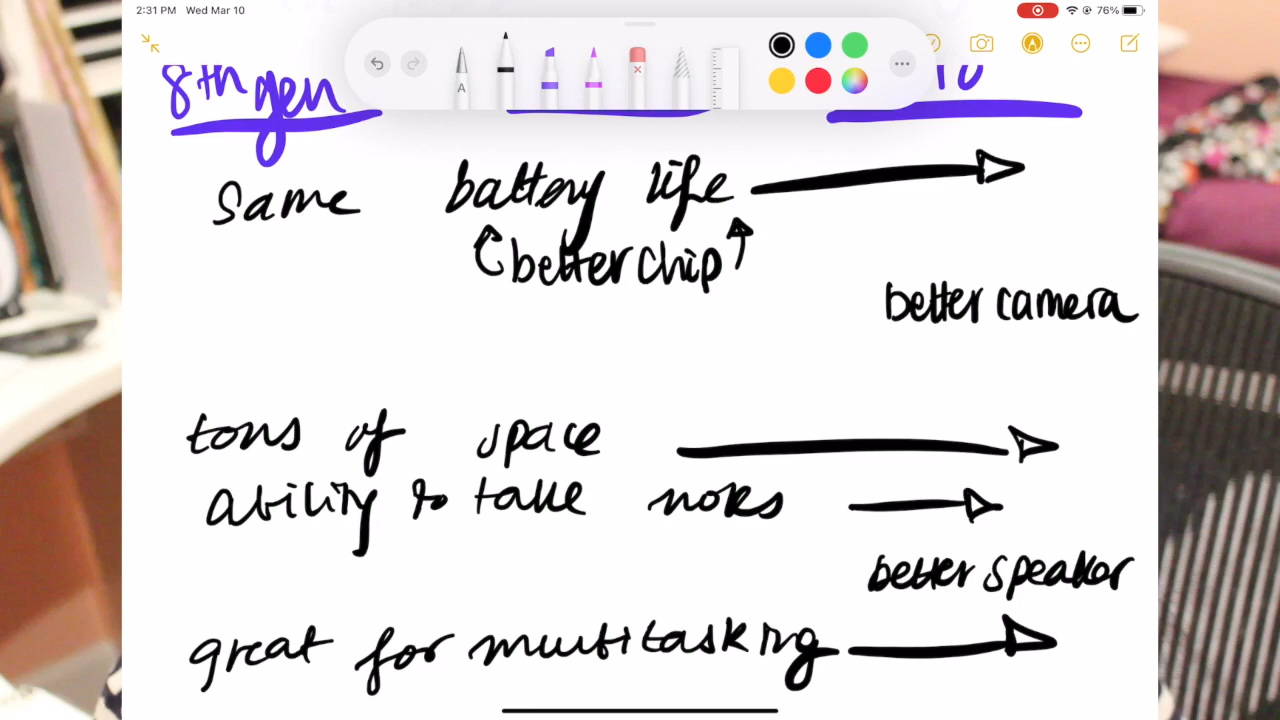 2:31 PM Wed Mar 10
76%
A
8th gen
same battery life
better chip
better camera
tons of space
ability to take notes
better speaker
great for multitasking